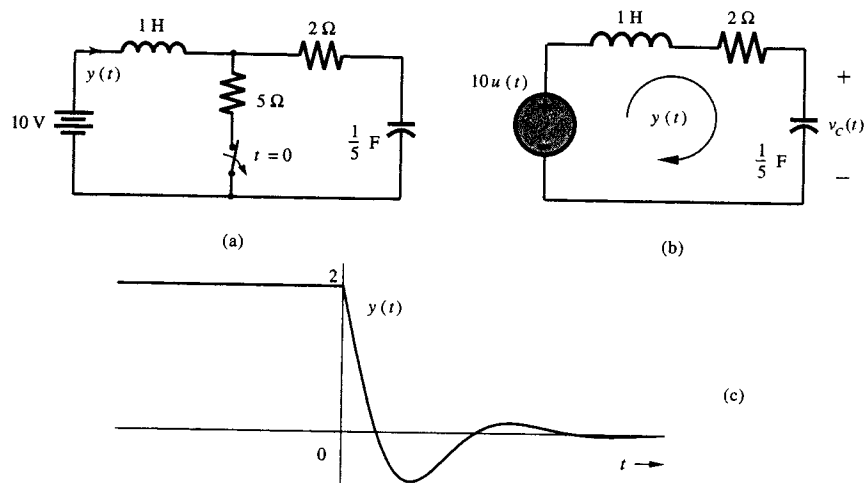 1 H
2 Ω
y(t)
5 Ω
10 V
1/5 F
t = 0
(a)
1 H
2 Ω
10u(t)
y(t)
+
v_C(t)
1/5 F
−
(b)
2
y(t)
(c)
0
t →